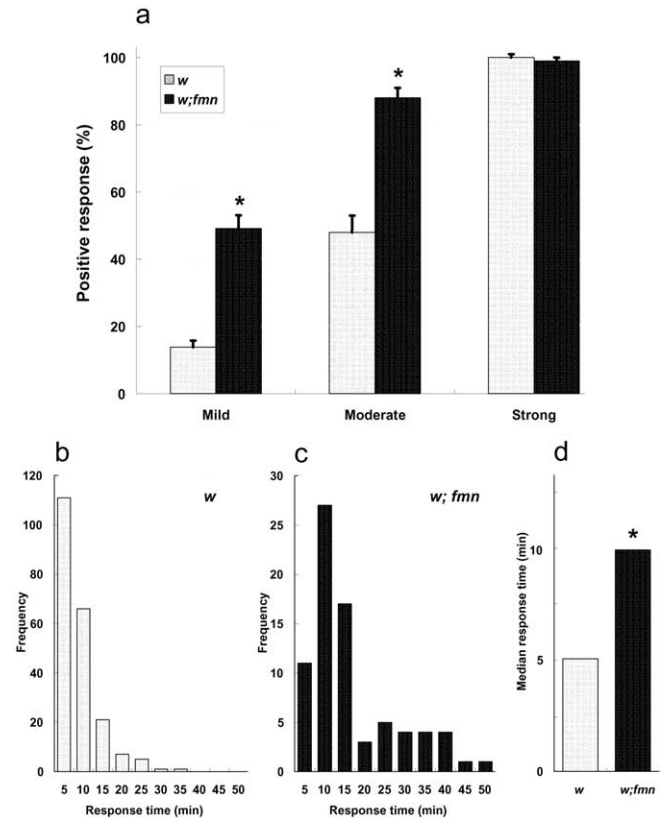 a
Positive response (%)
100
80
60
40
20
0
w
w;fmn
*
*
Mild Moderate Strong
b
w
Frequency
120
100
80
60
40
20
0
5 10 15 20 25 30 35 40 45 50
Response time (min)
c
w; fmn
Frequency
30
25
20
15
10
5
0
5 10 15 20 25 30 35 40 45 50
Response time (min)
d
Median response time (min)
*
10
5
0
w w;fmn